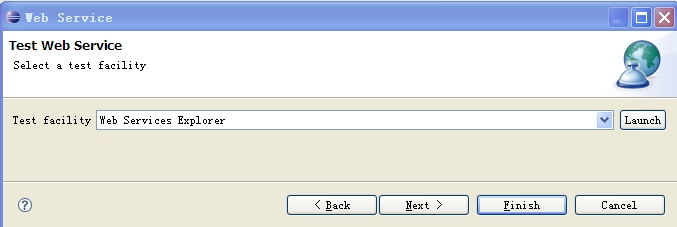 Web Service
Test Web Service
Select a test facility
Test facility Web Services Explorer Launch
? < Back Next > Finish Cancel